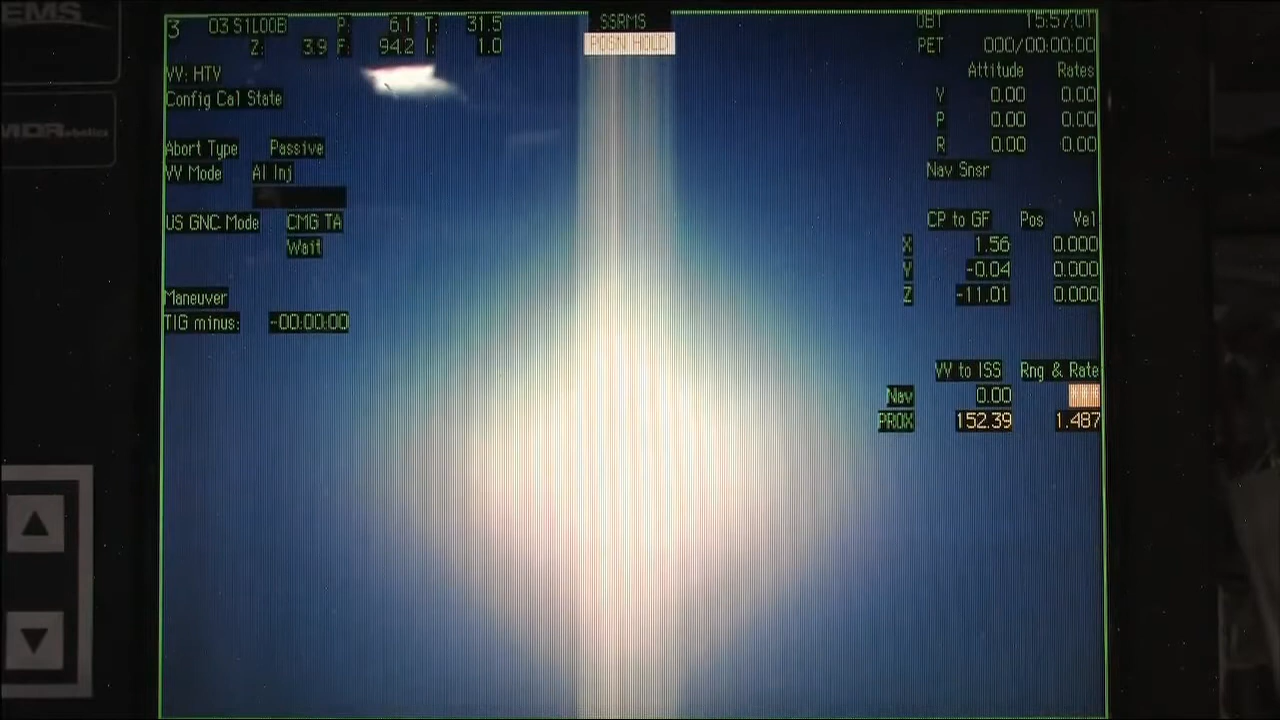 EMS
MDRobotics
3 03 S1LOOB P: 6.1 T: 31.5 SSRMS 15:57:01
Z: 3.9 F: 94.2 I: 1.0 POSN HOLD PET 000/00:00:00
VV: HTV Attitude Rates
Config Cal State Y 0.00 0.00
P 0.00 0.00
Abort Type Passive R 0.00 0.00
VV Mode AI Inj Nav Snsr
US GNC Mode CMG TA CP to GF Pos Vel
Wait X 1.56 0.000
Y -0.04 0.000
Maneuver Z -11.01 0.000
TIG minus: -00:00:00
VV to ISS Rng & Rate
Nav 0.00 ***
PROX 152.39 1.487